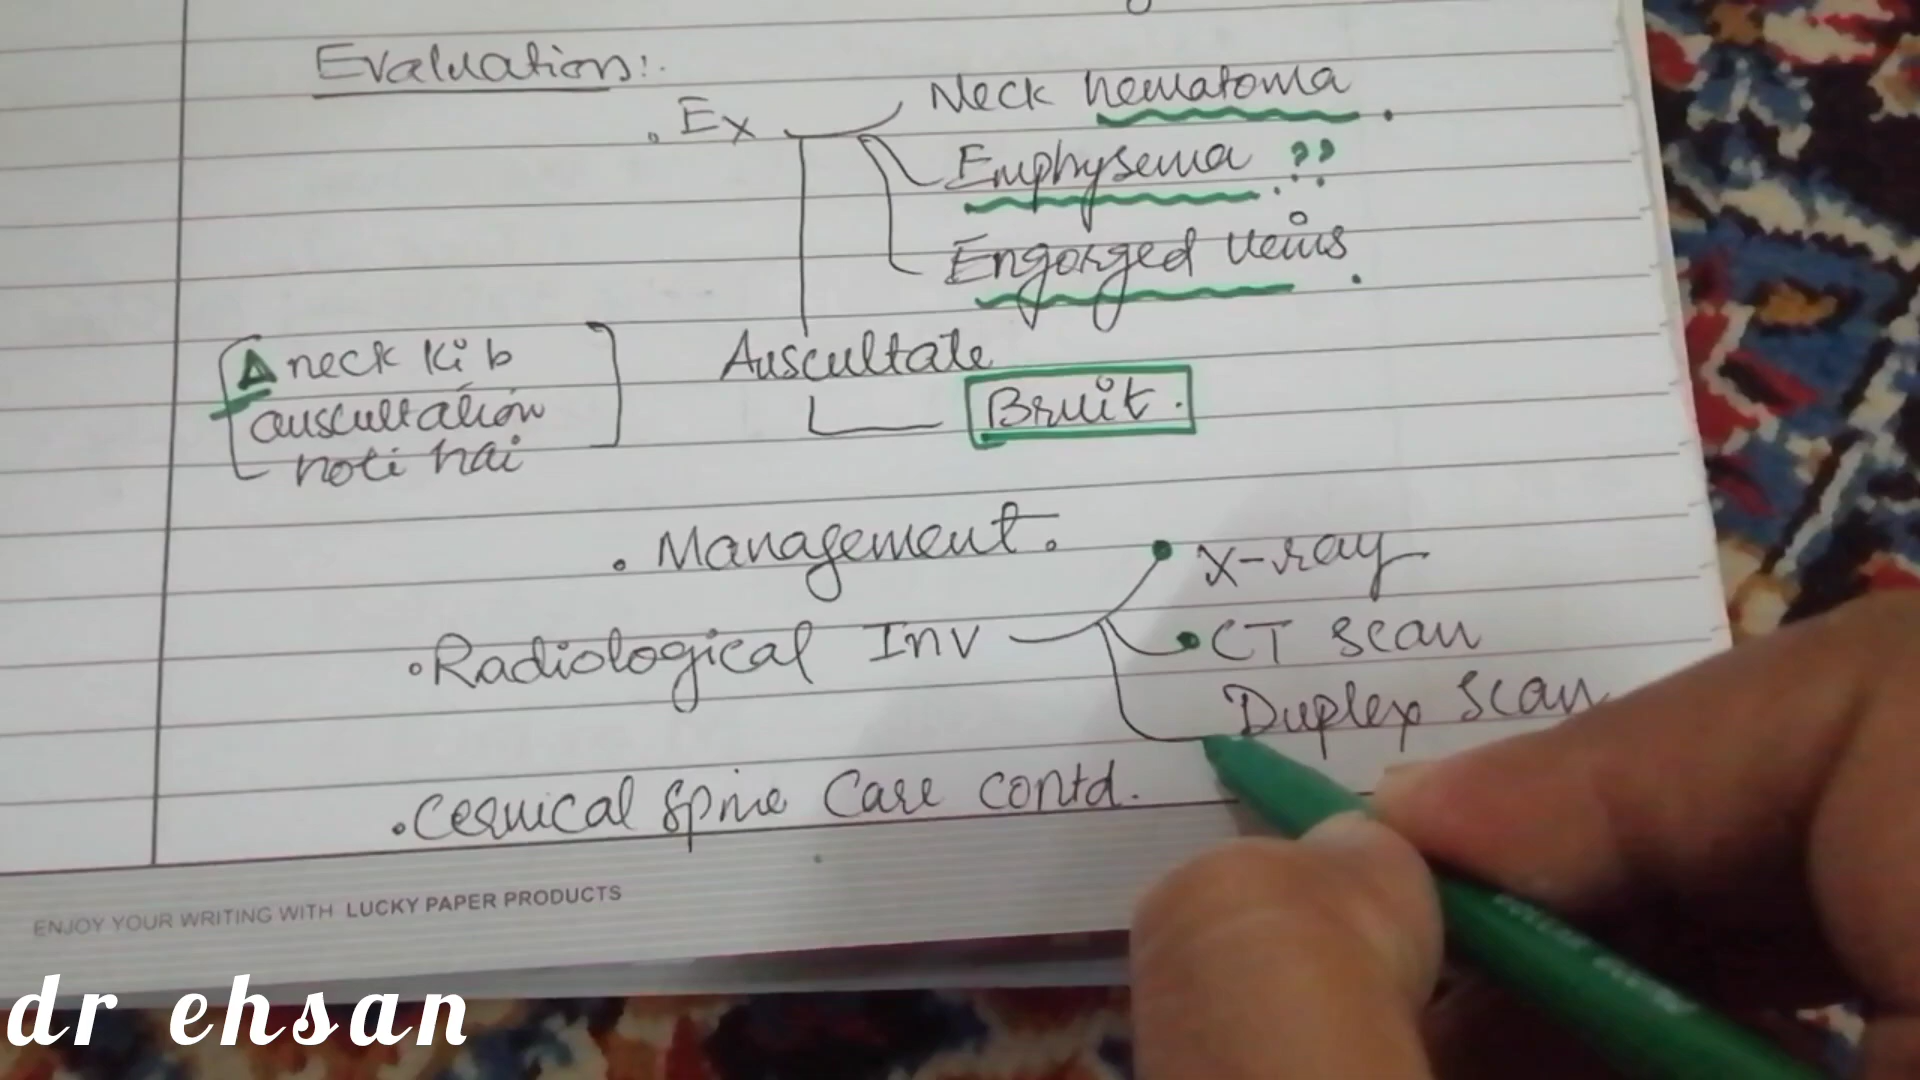 Evaluation:.
. Ex
Neck hematoma .
Emphysema ??
Engorged veins .
Auscultate
Bruit.
neck ki b
auscultation
hoti hai
. Management.
. Radiological Inv
X-ray
CT scan
Duplex Scan
. Cervical Spine Care contd.
ENJOY YOUR WRITING WITH LUCKY PAPER PRODUCTS
dr ehsan